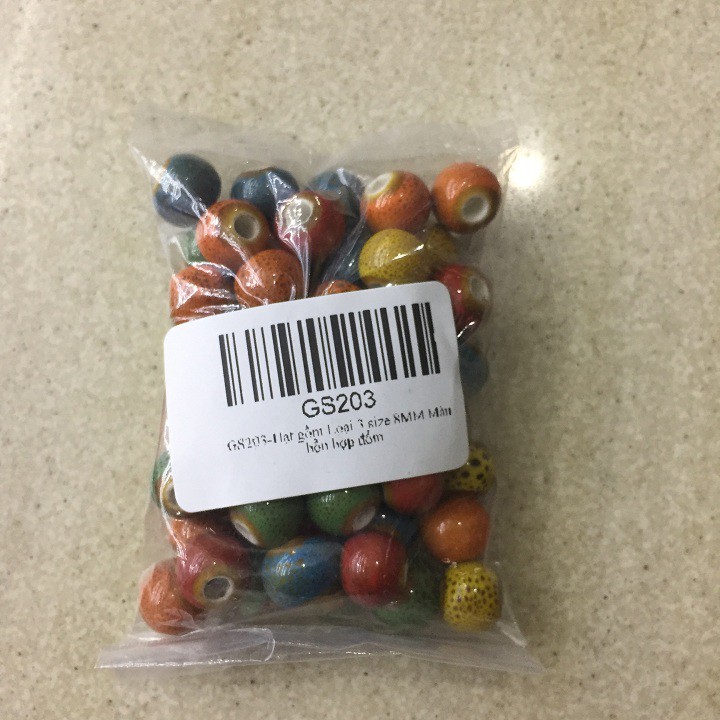 GS203
GS203-Hạt gốm Loại 3 size 8MM Màu
hỗn hợp đốm